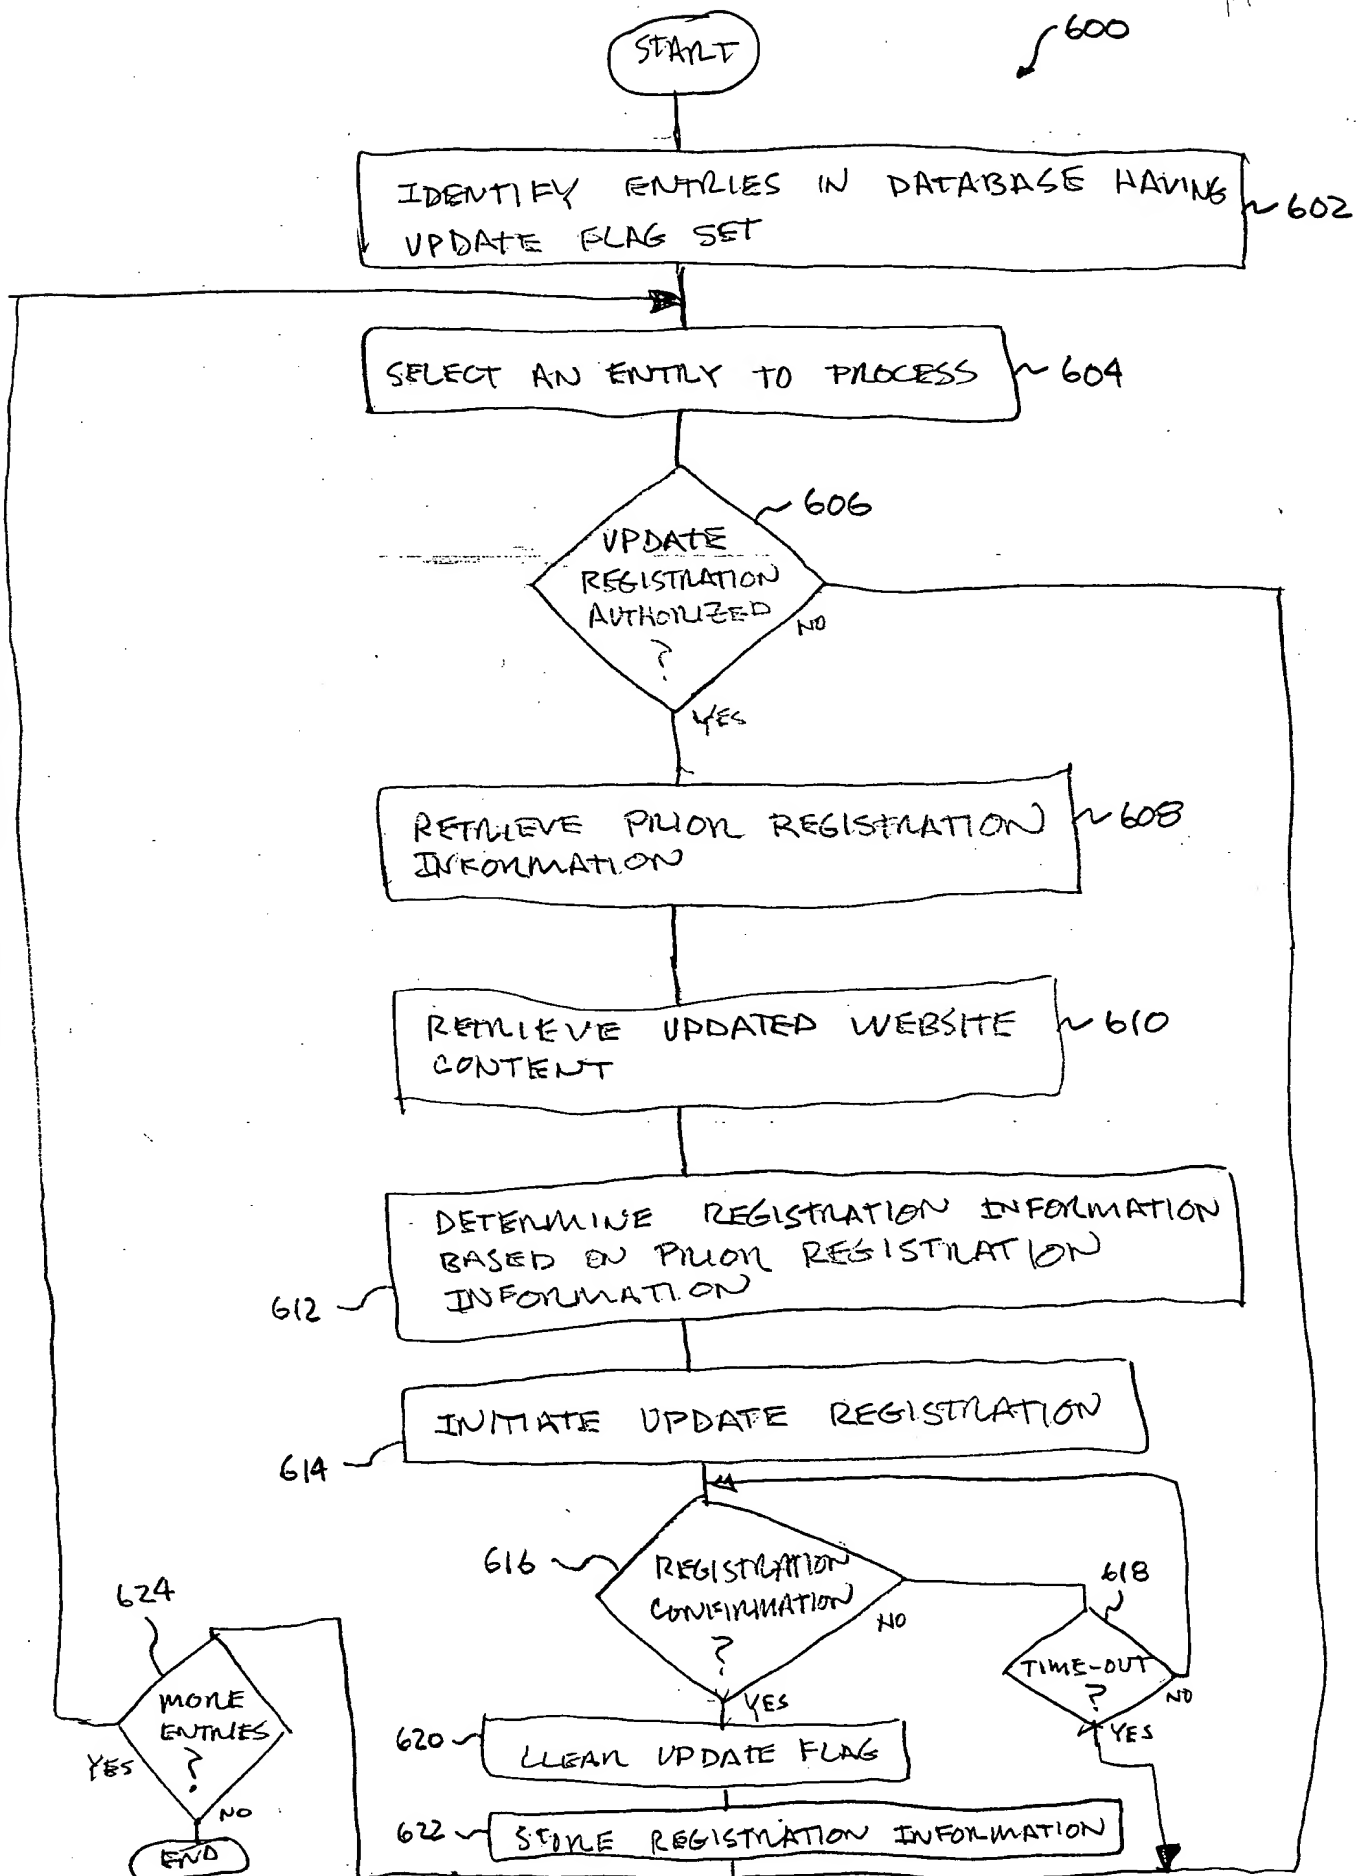 START
600
IDENTIFY ENTRIES IN DATABASE HAVING
UPDATE FLAG SET
602
SELECT AN ENTRY TO PROCESS
604
606
UPDATE
REGISTRATION
AUTHORIZED
?
NO
YES
RETRIEVE PRIOR REGISTRATION
INFORMATION
608
RETRIEVE UPDATED WEBSITE
CONTENT
610
DETERMINE REGISTRATION INFORMATION
BASED ON PRIOR REGISTRATION
INFORMATION
612
INITIATE UPDATE REGISTRATION
614
616
REGISTRATION
CONFIRMATION
?
NO
YES
618
TIME-OUT
?
NO
YES
624
MORE
ENTRIES
?
YES
NO
END
620
CLEAR UPDATE FLAG
622
STORE REGISTRATION INFORMATION